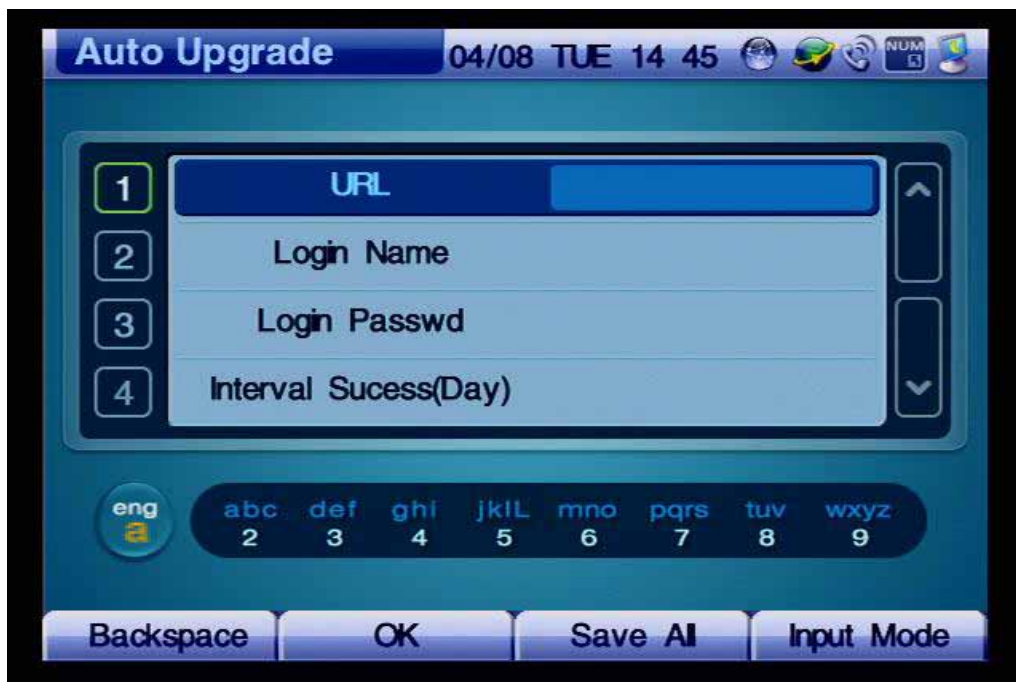 Auto Upgrade 04/08 TUE 14 45 NUM
1 URL
2 Login Name
3 Login Passwd
4 Interval Sucess(Day)
eng a
abc def ghi jklL mno pqrs tuv wxyz
2 3 4 5 6 7 8 9
Backspace OK Save All Input Mode